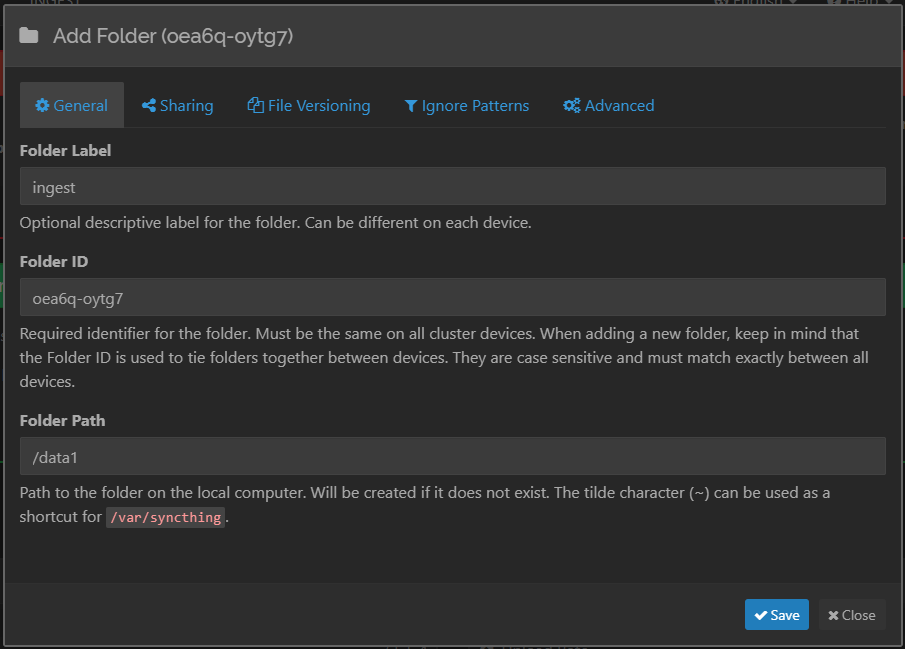 INGEST
English Help
Add Folder (oea6q-oytg7)
General Sharing File Versioning Ignore Patterns Advanced
Folder Label
ingest
Optional descriptive label for the folder. Can be different on each device.
Folder ID
oea6q-oytg7
Required identifier for the folder. Must be the same on all cluster devices. When adding a new folder, keep in mind that
the Folder ID is used to tie folders together between devices. They are case sensitive and must match exactly between all
devices.
Folder Path
/data1
Path to the folder on the local computer. Will be created if it does not exist. The tilde character (~) can be used as a
shortcut for /var/syncthing.
Save Close